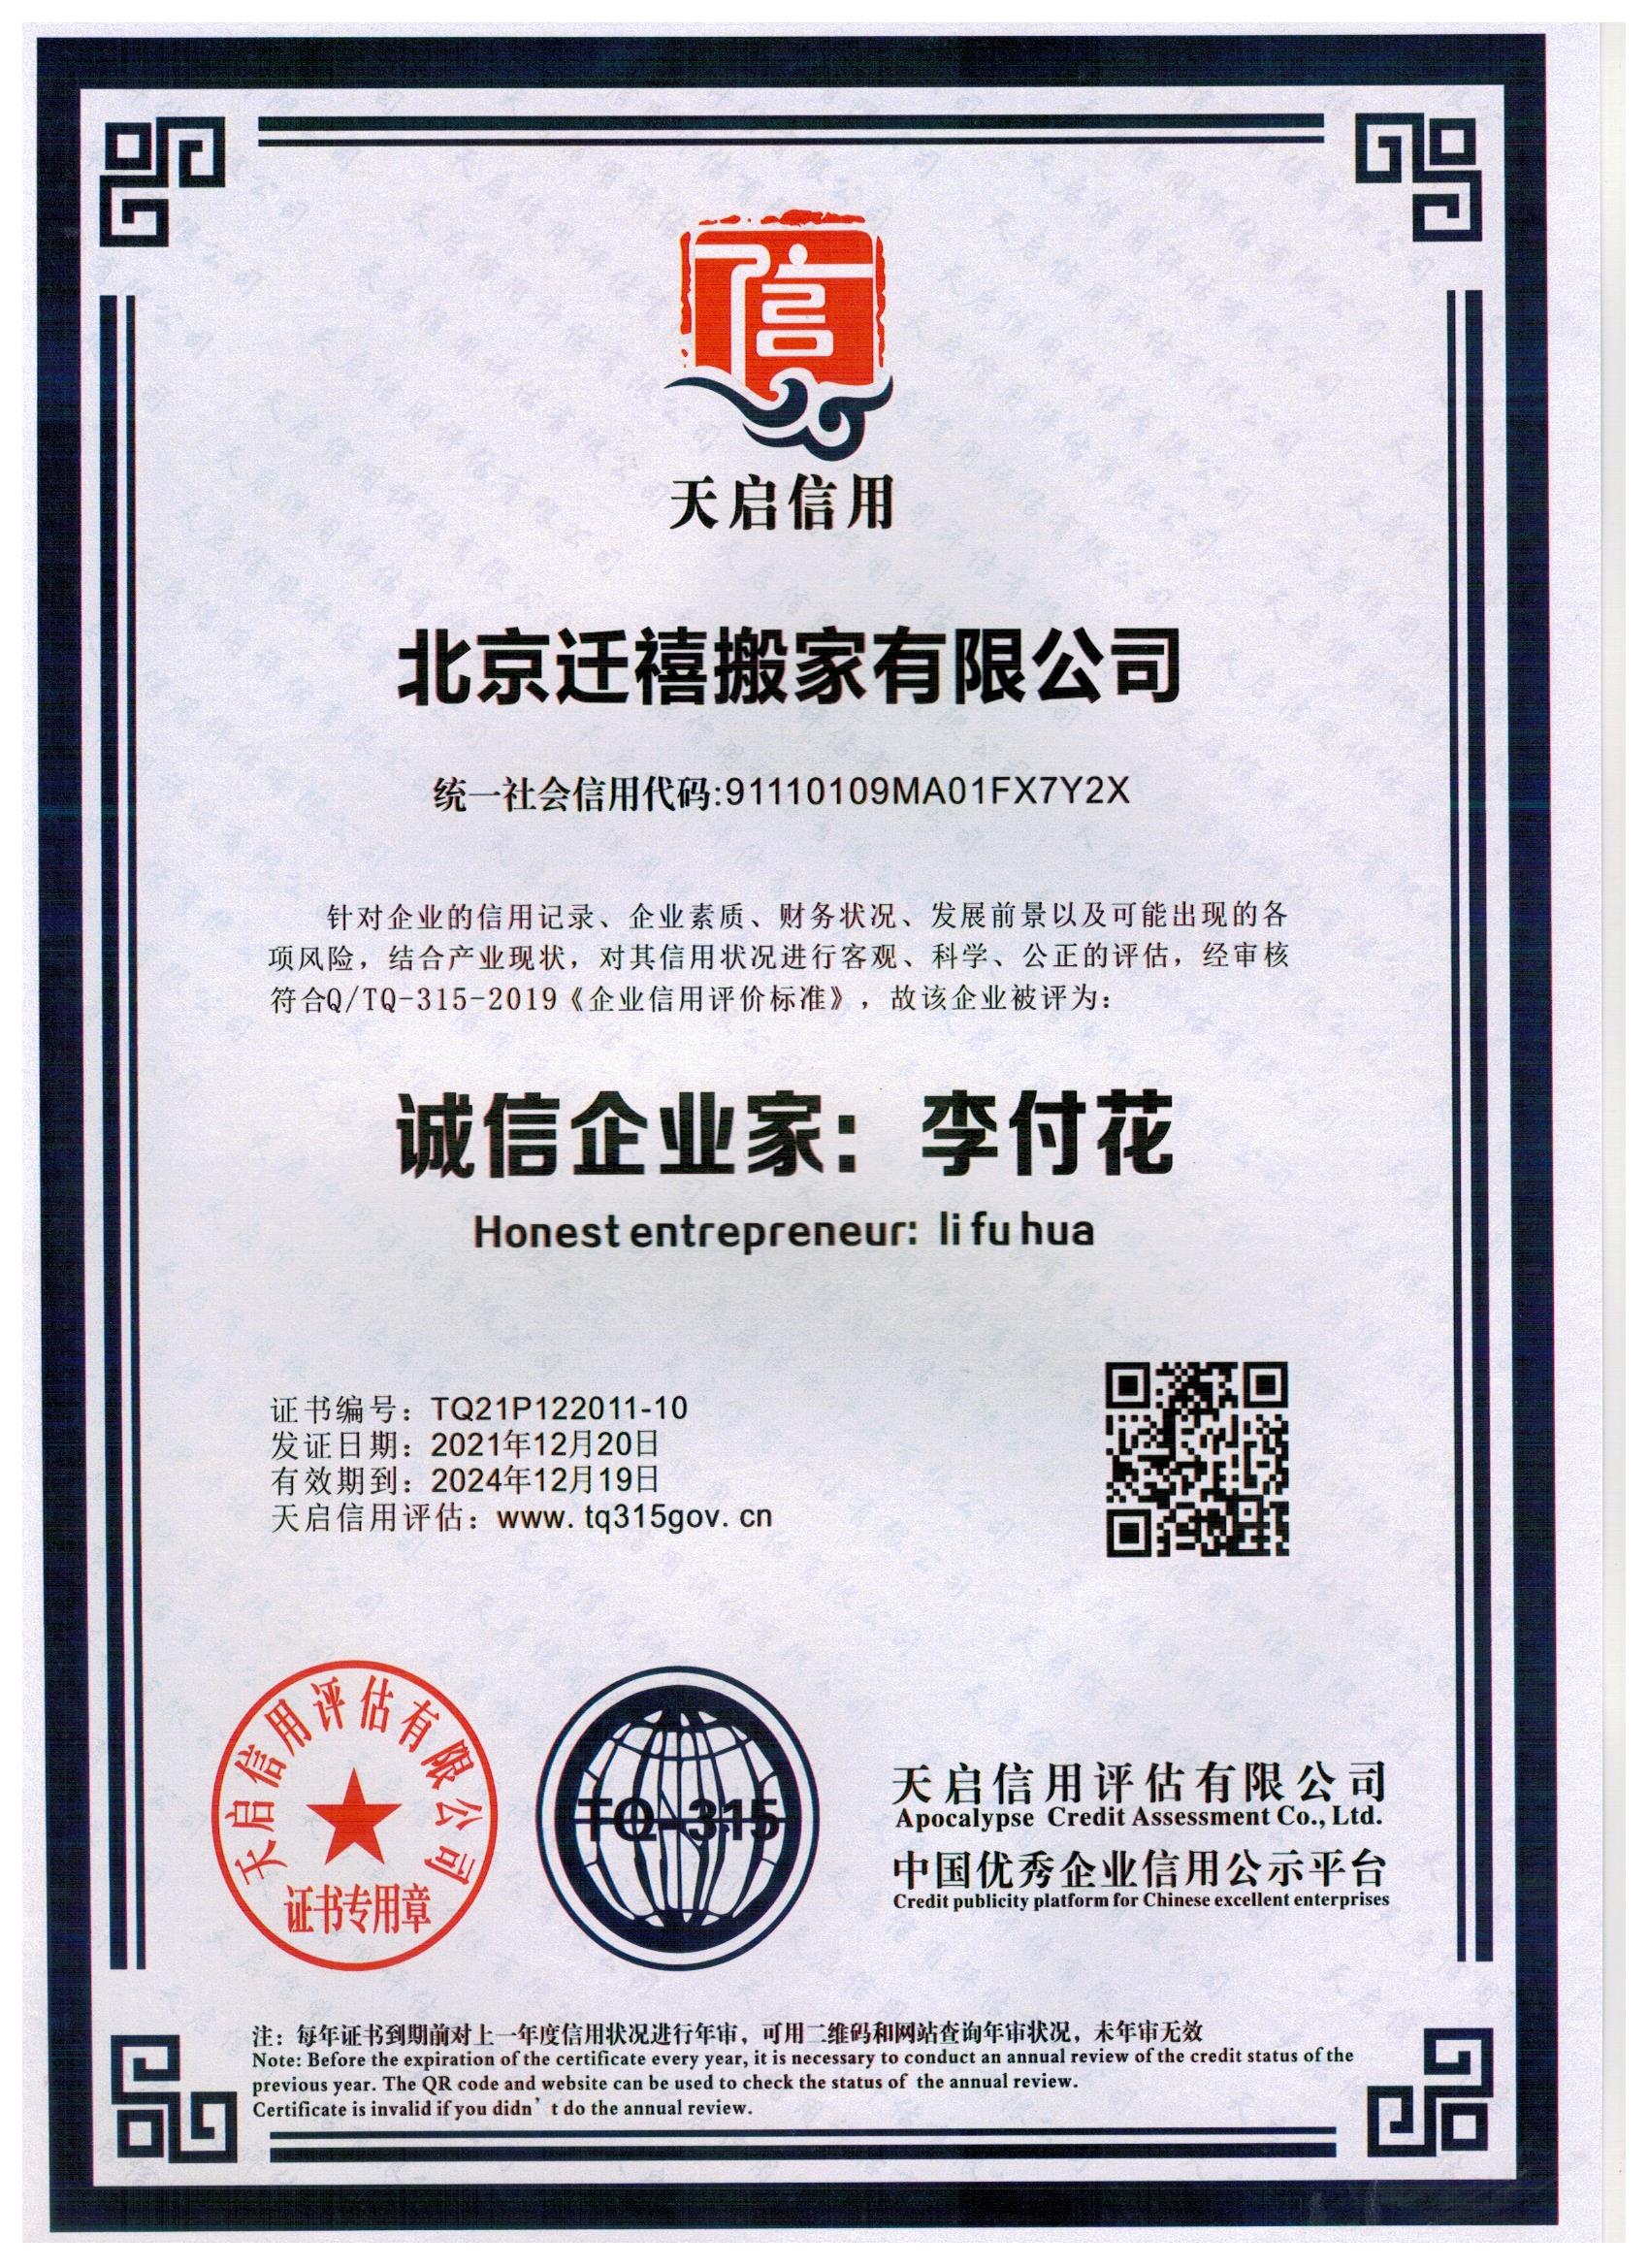 信
天启信用
北京迁禧搬家有限公司
统一社会信用代码:91110109MA01FX7Y2X
针对企业的信用记录、企业素质、财务状况、发展前景以及可能出现的各
项风险，结合产业现状，对其信用状况进行客观、科学、公正的评估，经审核
符合Q/TQ-315-2019《企业信用评价标准》，故该企业被评为：
诚信企业家：李付花
Honest entrepreneur: li fu hua
证书编号：TQ21P122011-10
发证日期：2021年12月20日
有效期到：2024年12月19日
天启信用评估：www. tq315gov. cn
天启信用评估有限公司
证书专用章
TQ-315
天启信用评估有限公司
Apocalypse Credit Assessment Co., Ltd.
中国优秀企业信用公示平台
Credit publicity platform for Chinese excellent enterprises
注：每年证书到期前对上一年度信用状况进行年审，可用二维码和网站查询年审状况，未年审无效
Note: Before the expiration of the certificate every year, it is necessary to conduct an annual review of the credit status of the
previous year. The QR code and website can be used to check the status of the annual review.
Certificate is invalid if you didn' t do the annual review.